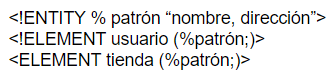 <!ENTITY % patrón “nombre, dirección”>
<!ELEMENT usuario (%patrón;)>
<ELEMENT tienda (%patrón;)>